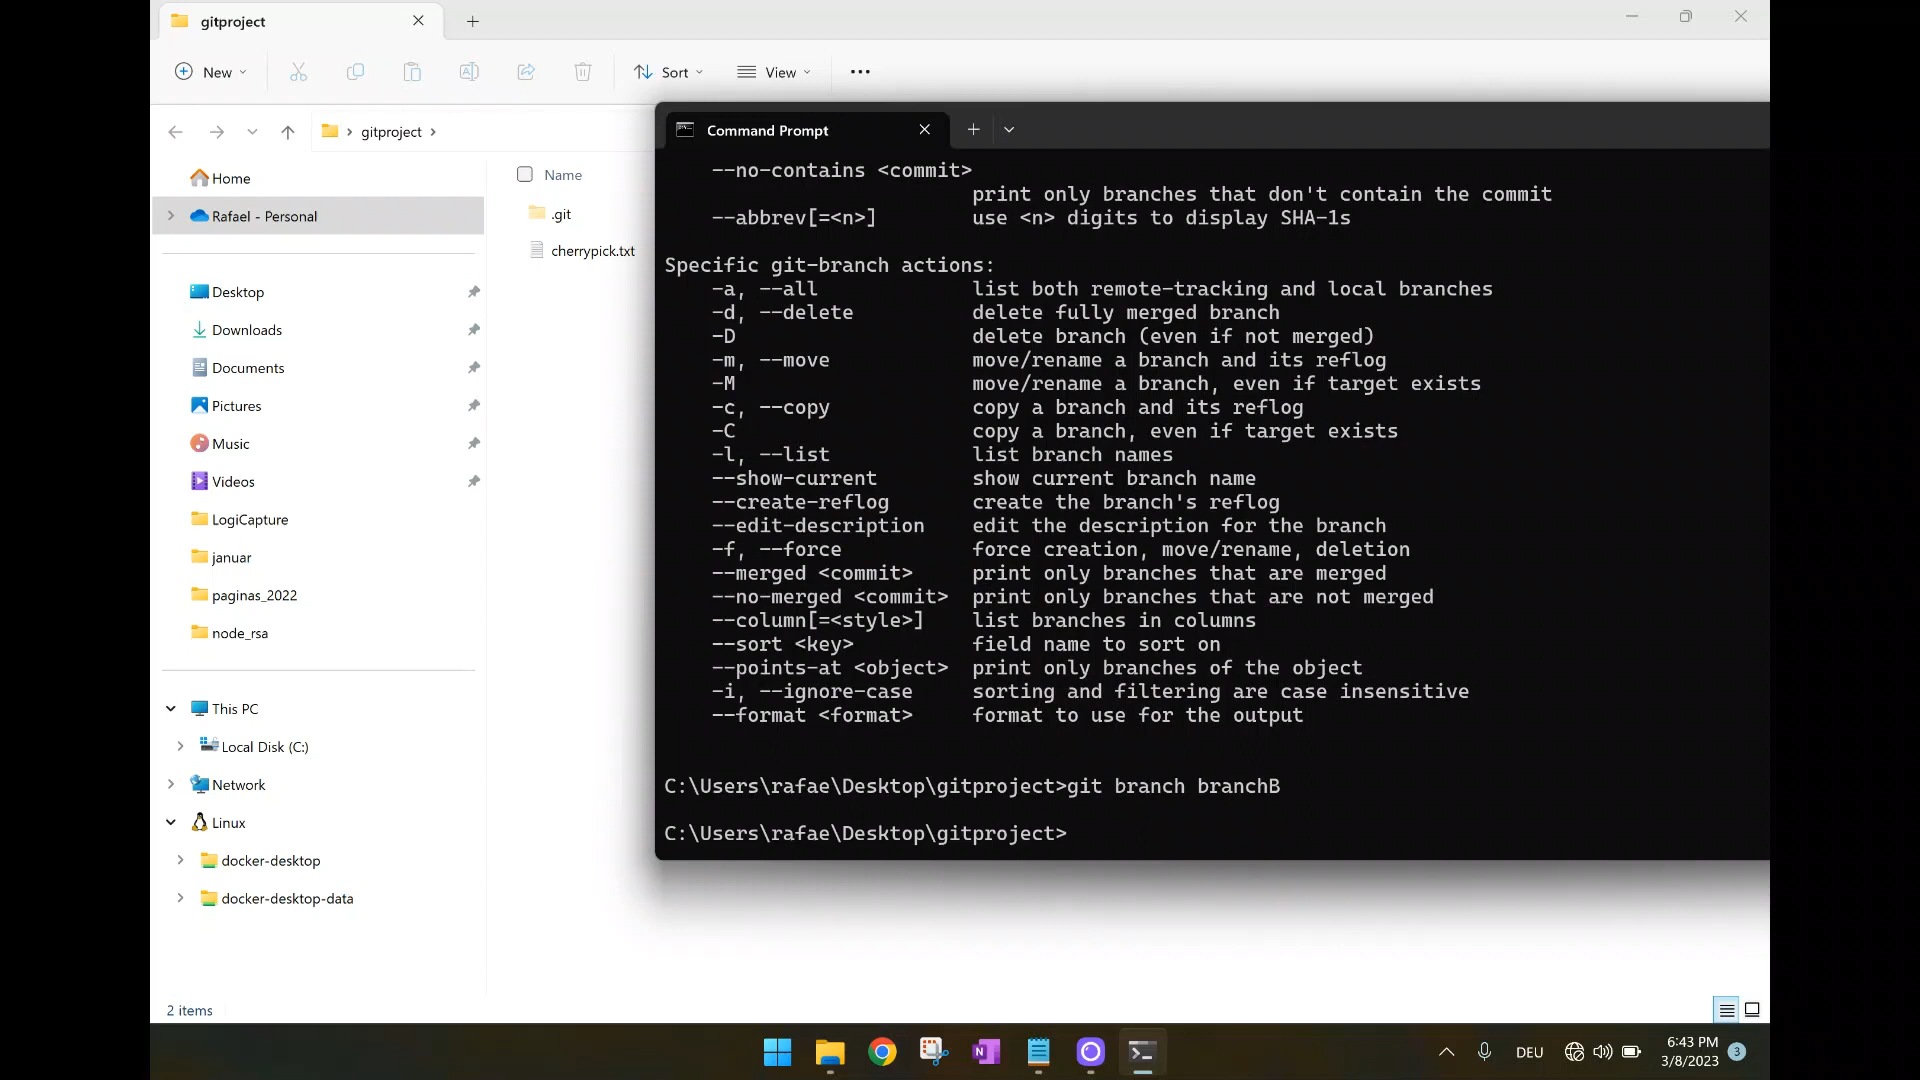 gitproject
New
Sort
View
gitproject
Home
Rafael - Personal
Desktop
Downloads
Documents
Pictures
Music
Videos
LogiCapture
januar
paginas_2022
node_rsa
This PC
Local Disk (C:)
Network
Linux
docker-desktop
docker-desktop-data
Name
.git
cherrypick.txt
2 items
Command Prompt
--no-contains <commit>
print only branches that don't contain the commit
--abbrev[=<n>] use <n> digits to display SHA-1s
Specific git-branch actions:
-a, --all list both remote-tracking and local branches
-d, --delete delete fully merged branch
-D delete branch (even if not merged)
-m, --move move/rename a branch and its reflog
-M move/rename a branch, even if target exists
-c, --copy copy a branch and its reflog
-C copy a branch, even if target exists
-l, --list list branch names
--show-current show current branch name
--create-reflog create the branch's reflog
--edit-description edit the description for the branch
-f, --force force creation, move/rename, deletion
--merged <commit> print only branches that are merged
--no-merged <commit> print only branches that are not merged
--column[=<style>] list branches in columns
--sort <key> field name to sort on
--points-at <object> print only branches of the object
-i, --ignore-case sorting and filtering are case insensitive
--format <format> format to use for the output
C:\Users\rafae\Desktop\gitproject>git branch branchB
C:\Users\rafae\Desktop\gitproject>
DEU
6:43 PM
3/8/2023
3